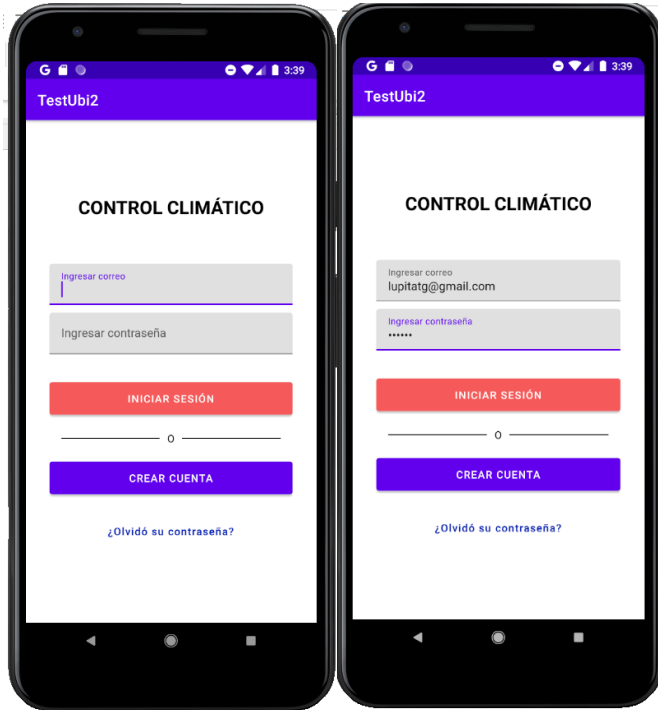 G 3:39
TestUbi2
CONTROL CLIMÁTICO
Ingresar correo
Ingresar contraseña
INICIAR SESIÓN
O
CREAR CUENTA
¿Olvidó su contraseña?
G 3:39
TestUbi2
CONTROL CLIMÁTICO
Ingresar correo
lupitatg@gmail.com
Ingresar contraseña
••••••
INICIAR SESIÓN
O
CREAR CUENTA
¿Olvidó su contraseña?